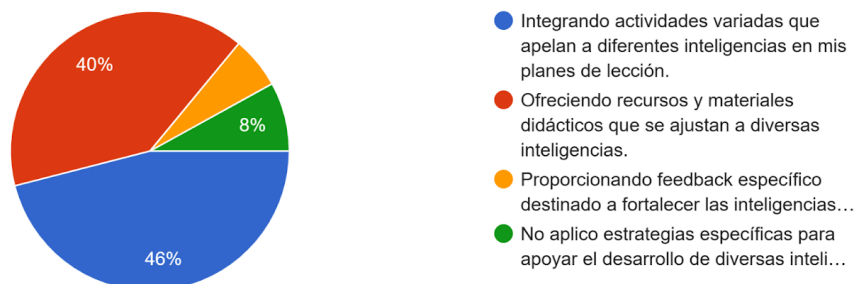 40%
8%
46%
Integrando actividades variadas que
apelan a diferentes inteligencias en mis
planes de lección.
Ofreciendo recursos y materiales
didácticos que se ajustan a diversas
inteligencias.
Proporcionando feedback específico
destinado a fortalecer las inteligencias…
No aplico estrategias específicas para
apoyar el desarrollo de diversas inteli…